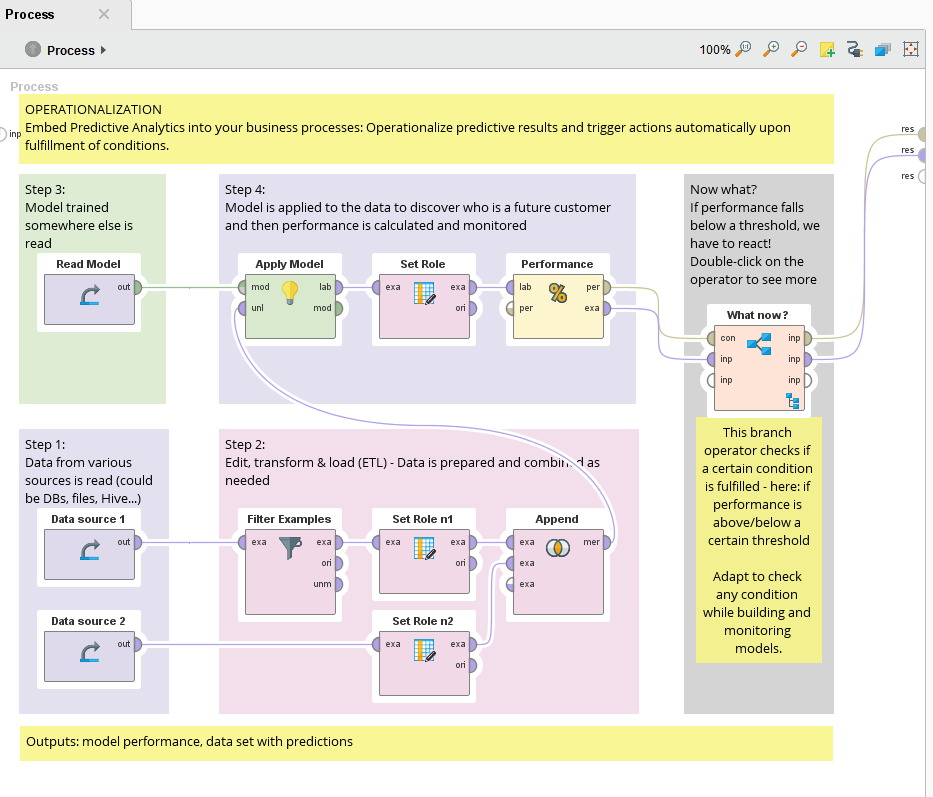 Process
Process
100%
Process
OPERATIONALIZATION
Embed Predictive Analytics into your business processes: Operationalize predictive results and trigger actions automatically upon
fulfillment of conditions.
inp
res
res
res
Step 3:
Model trained
somewhere else is
read
Read Model
out
Step 4:
Model is applied to the data to discover who is a future customer
and then performance is calculated and monitored
Apply Model
mod
lab
unl
mod
Set Role
exa
exa
ori
Performance
lab
per
per
exa
Now what?
If performance falls
below a threshold, we
have to react!
Double-click on the
operator to see more
What now?
con
inp
inp
inp
inp
inp
This branch
operator checks if
a certain condition
is fulfilled - here: if
performance is
above/below a
certain threshold
Adapt to check
any condition
while building and
monitoring
models.
Step 1:
Data from various
sources is read (could
be DBs, files, Hive...)
Data source 1
out
Data source 2
out
Step 2:
Edit, transform & load (ETL) - Data is prepared and combined as
needed
Filter Examples
exa
exa
ori
unm
Set Role n1
exa
exa
ori
Append
exa
mer
exa
exa
Set Role n2
exa
exa
ori
Outputs: model performance, data set with predictions